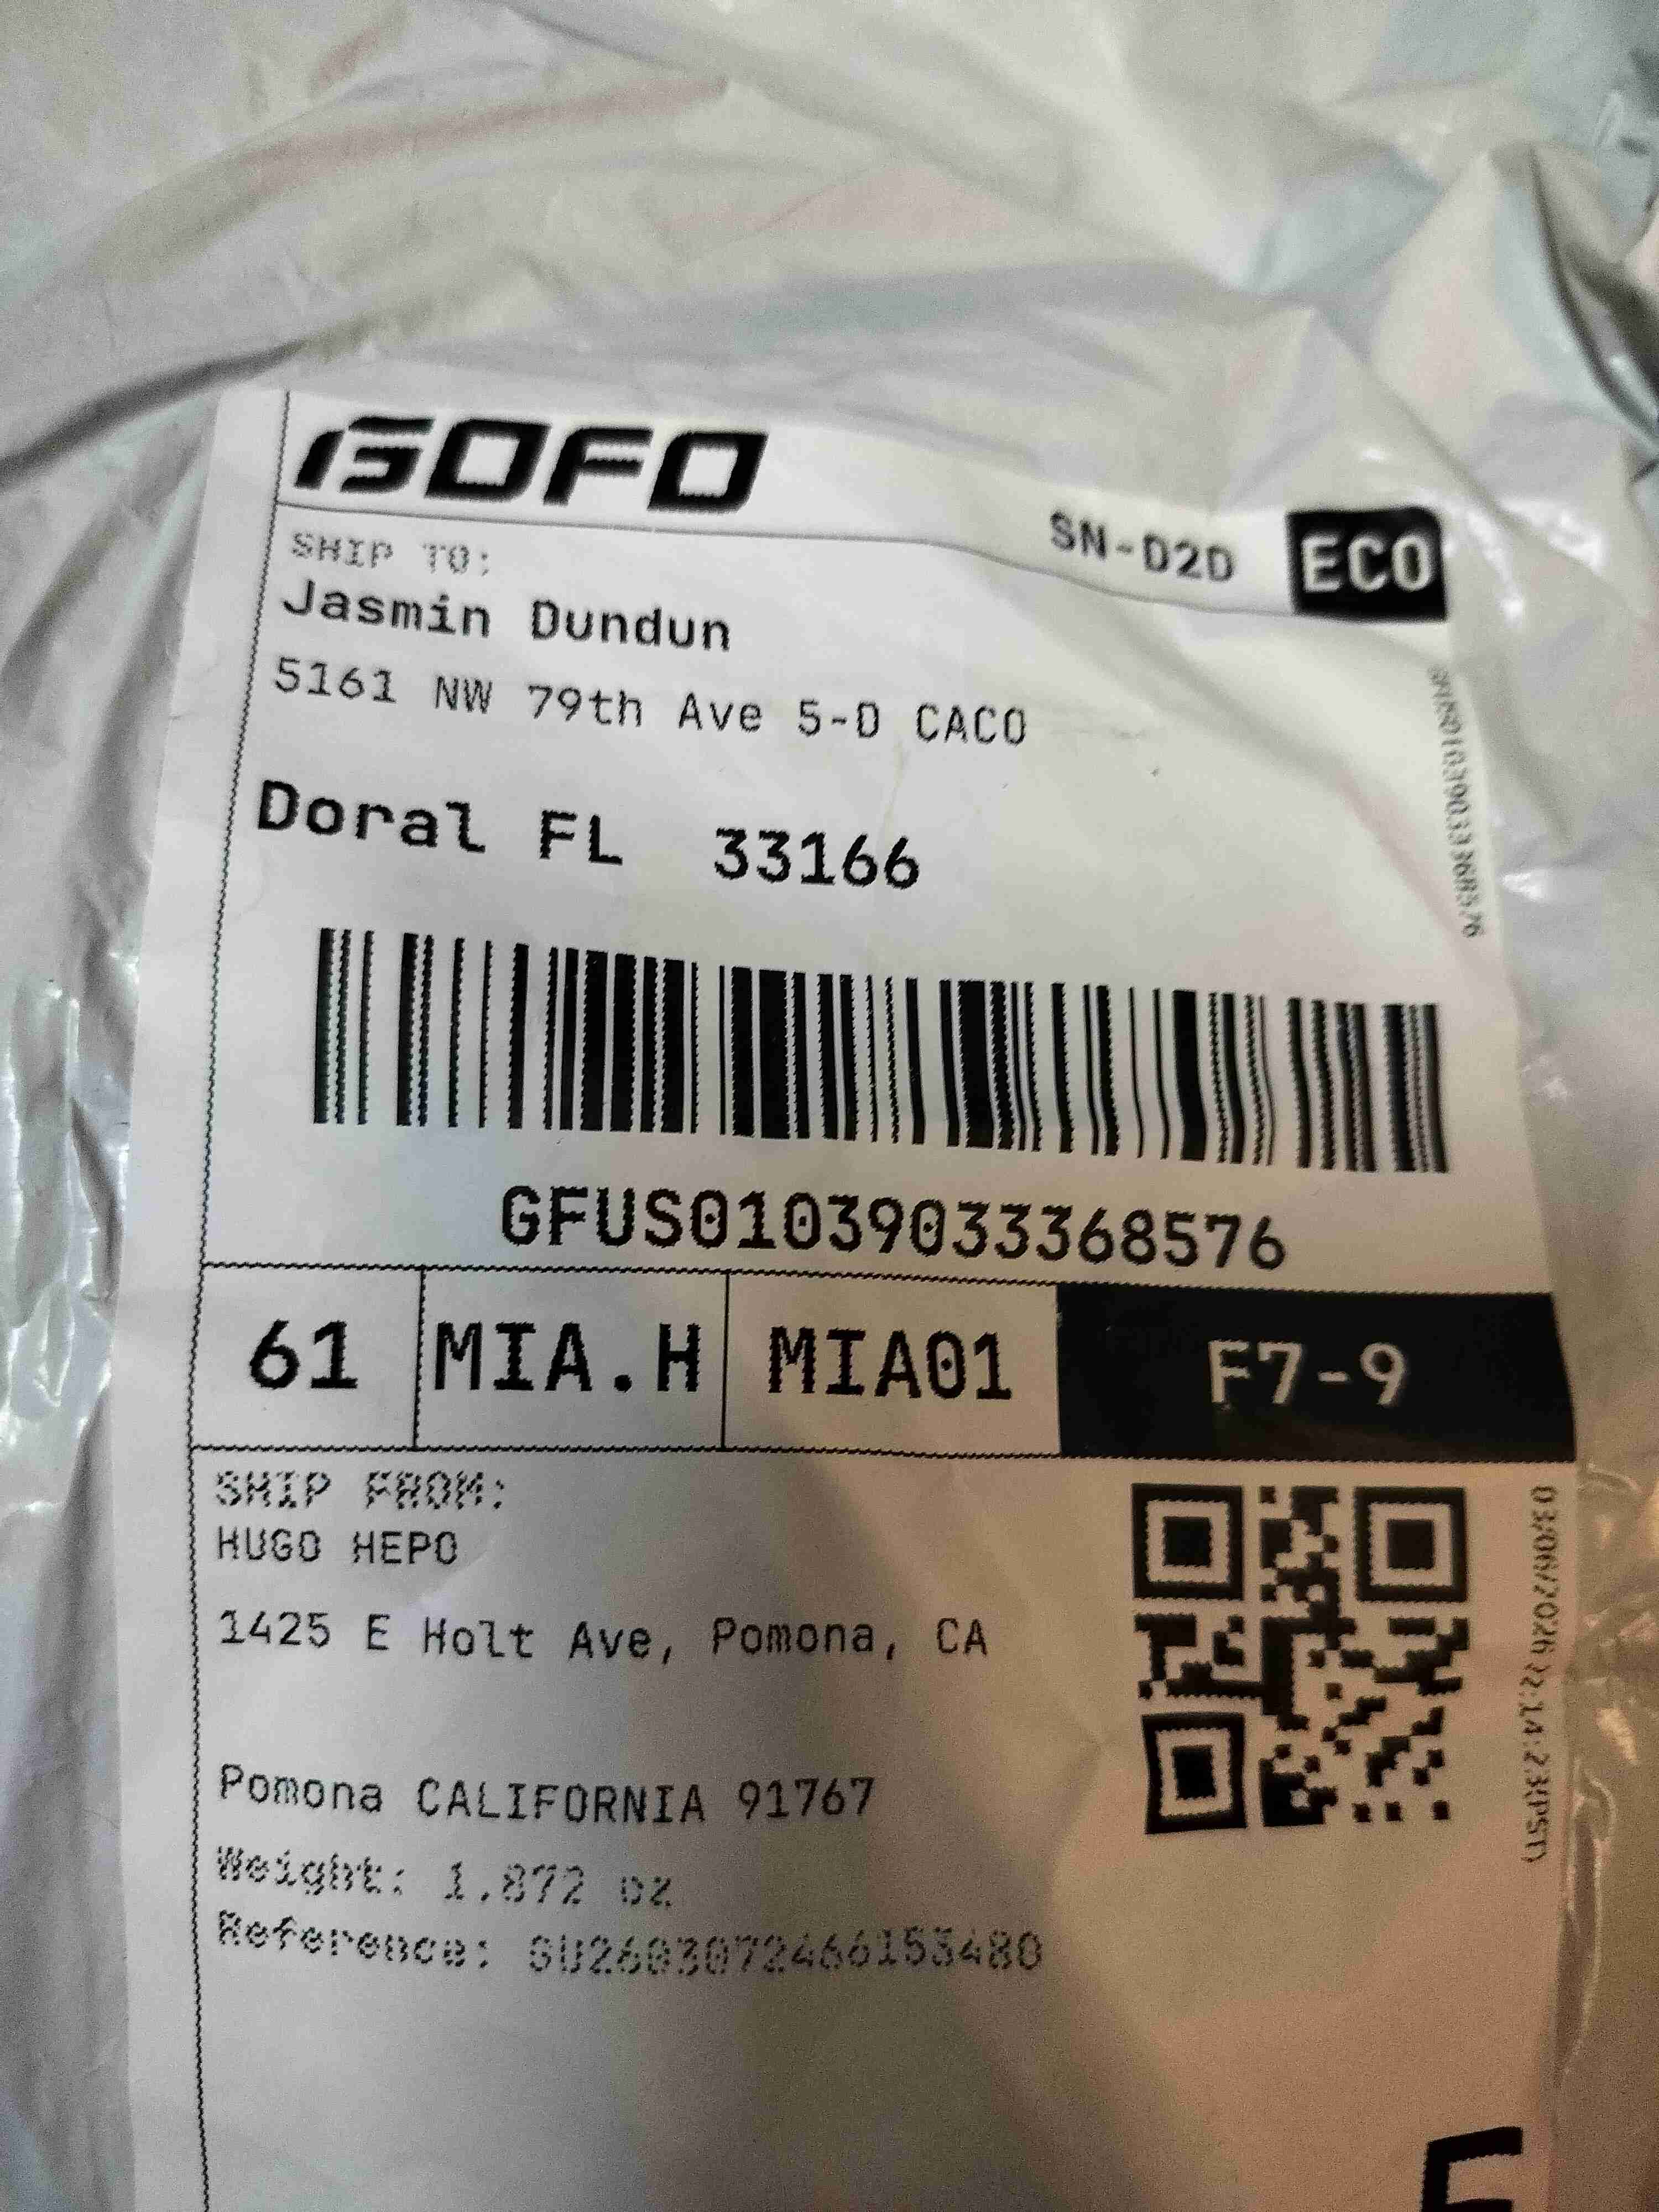 GOFO
SN-D2D ECO
SHIP TO:
Jasmin Dundun
5161 NW 79th Ave 5-D CACO
Doral FL 33166
GFUS01039033368576
61 MIA.H MIA01 F7-9
SHIP FROM:
HUGO HEPO
1425 E Holt Ave, Pomona, CA
Pomona CALIFORNIA 91767
Weight: 1.872 oz
Reference: SU2603072466153480